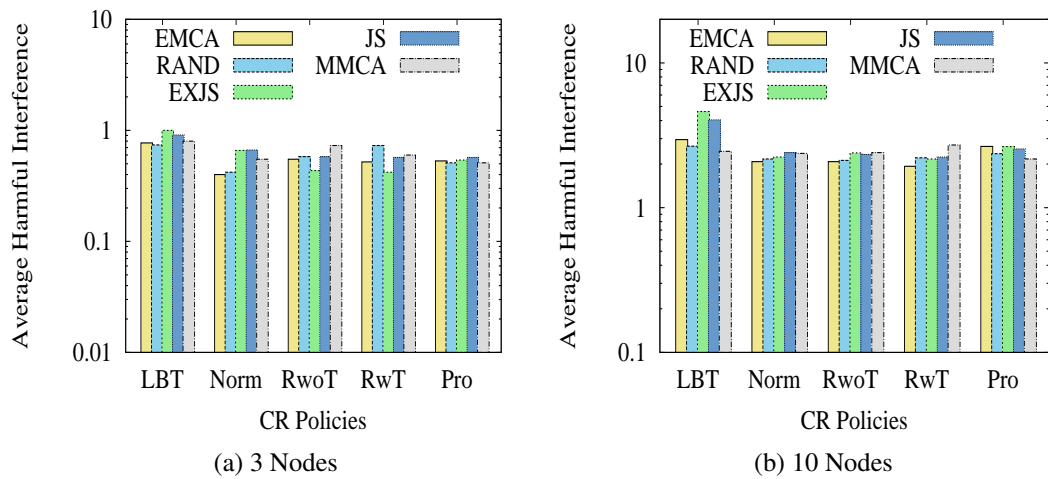 Average Harmful Interference
1
0.1
0.01
1
EMCA
RAND
EXJS
JS
MMCA
LBT Norm RwoT RwT Pro
CR Policies
(a) 3 Nodes
Average Harmful Interference
10
1
0.1
EMCA
RAND
EXJS
JS
MMCA
LBT Norm RwoT RwT Pro
CR Policies
(b) 10 Nodes